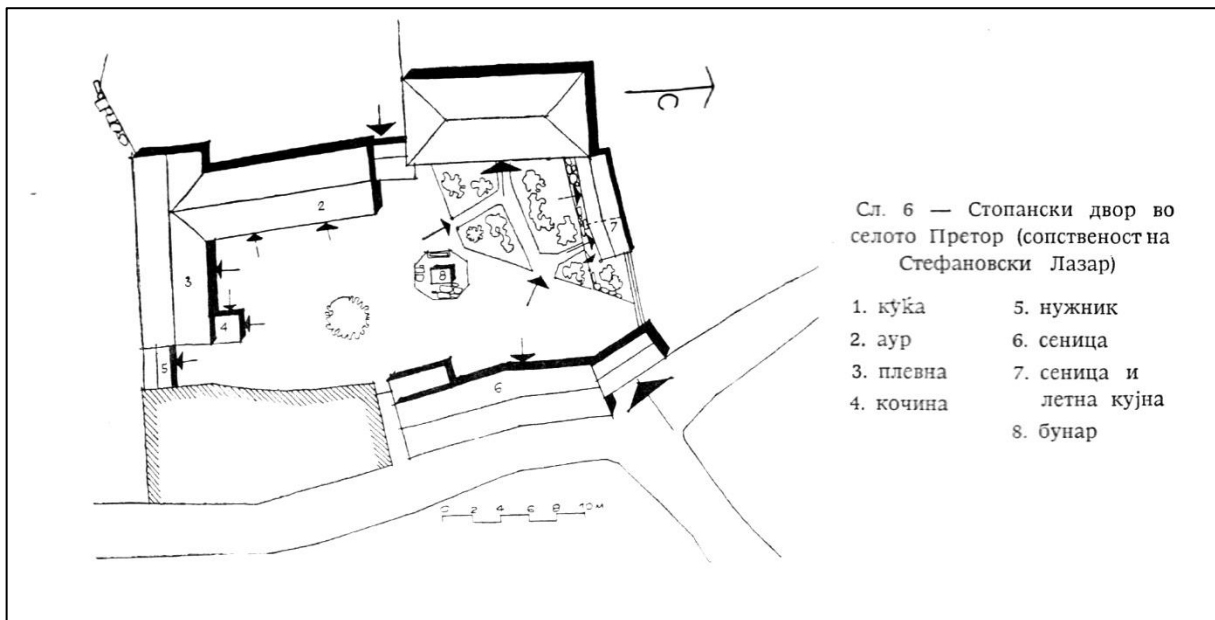 С
2
3
4
5
6
7
8
0 2 4 6 8 10 м
Сл. 6 — Стопански двор во
селото Претор (сопственост на
Стефановски Лазар)
1. куќа
2. аур
3. плевна
4. кочина
5. нужник
6. сеница
7. сеница и
летна кујна
8. бунар